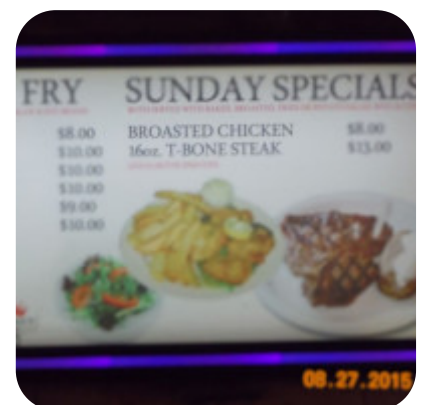 FRY
$8.00
$10.00
$10.00
$10.00
$9.00
$10.00
SUNDAY SPECIALS
BROASTED CHICKEN $8.00
16oz. T-BONE STEAK $13.00
08.27.2015